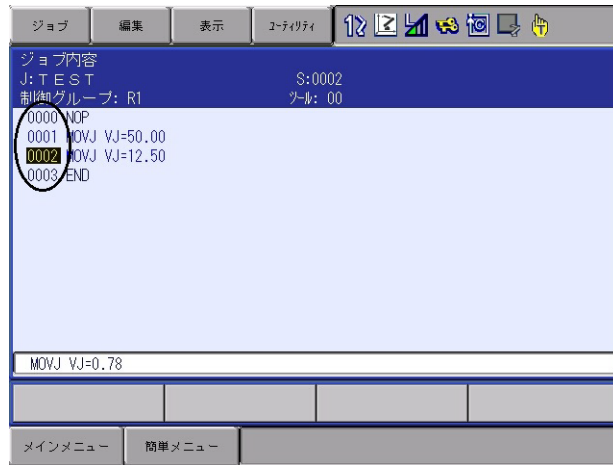 ジョブ 編集 表示 ユーティリティ
ジョブ内容
J:TEST S:0002
制御グループ: R1 ツール: 00
0000 NOP
0001 MOVJ VJ=50.00
0002 MOVJ VJ=12.50
0003 END
MOVJ VJ=0.78
メインメニュー 簡単メニュー